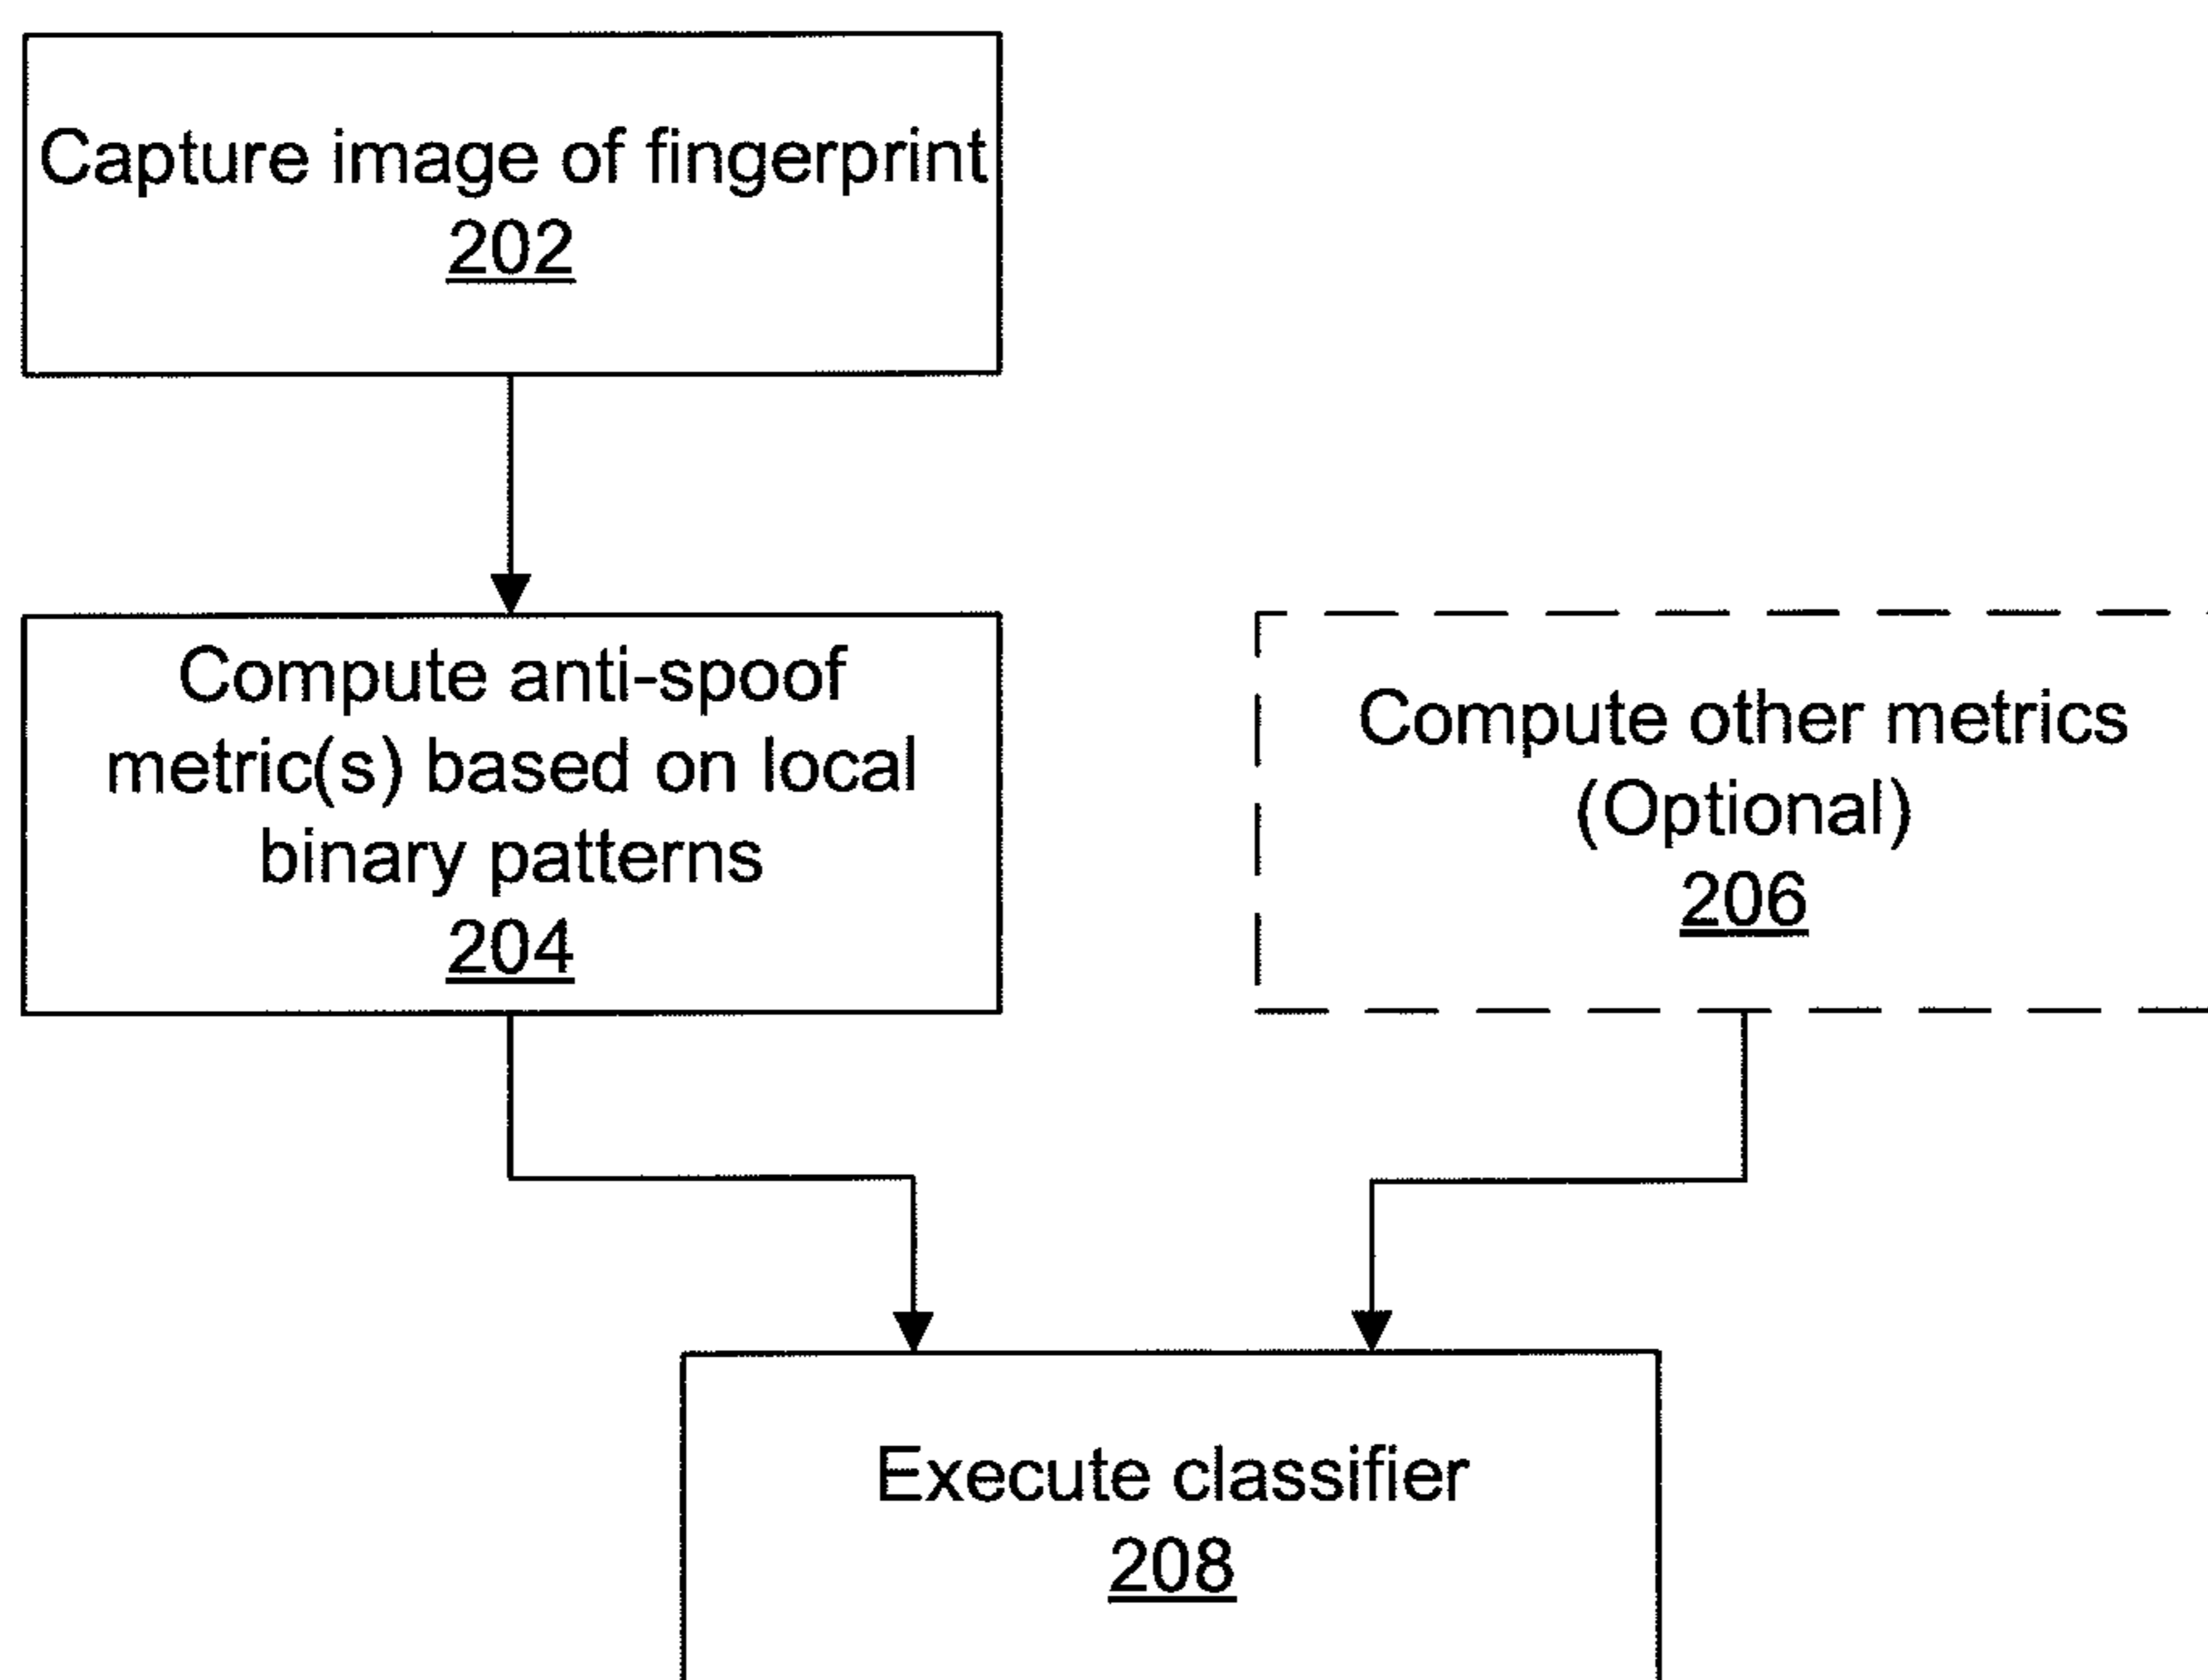 Capture image of fingerprint
202
Compute anti-spoof
metric(s) based on local
binary patterns
204
Compute other metrics
(Optional)
206
Execute classifier
208